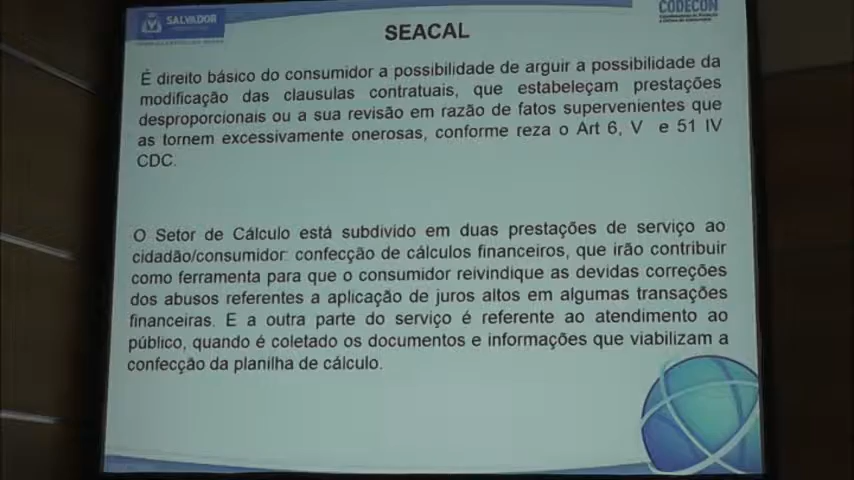 SALVADOR
CODECON
SEACAL
É direito básico do consumidor a possibilidade de arguir a possibilidade da
modificação das clausulas contratuais, que estabeleçam prestações
desproporcionais ou a sua revisão em razão de fatos supervenientes que
as tornem excessivamente onerosas, conforme reza o Art 6, V e 51 IV
CDC.
O Setor de Cálculo está subdivido em duas prestações de serviço ao
cidadão/consumidor: confecção de cálculos financeiros, que irão contribuir
como ferramenta para que o consumidor reivindique as devidas correções
dos abusos referentes a aplicação de juros altos em algumas transações
financeiras. E a outra parte do serviço é referente ao atendimento ao
público, quando é coletado os documentos e informações que viabilizam a
confecção da planilha de cálculo.